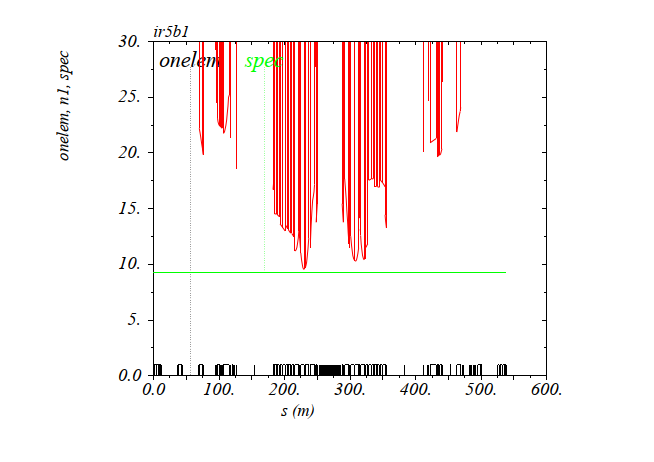 ir5b1
30.
onelem
spec
25.
20.
15.
10.
5.
0.0
0.0 100. 200. 300. 400. 500. 600.
s (m)
onelem, n1, spec